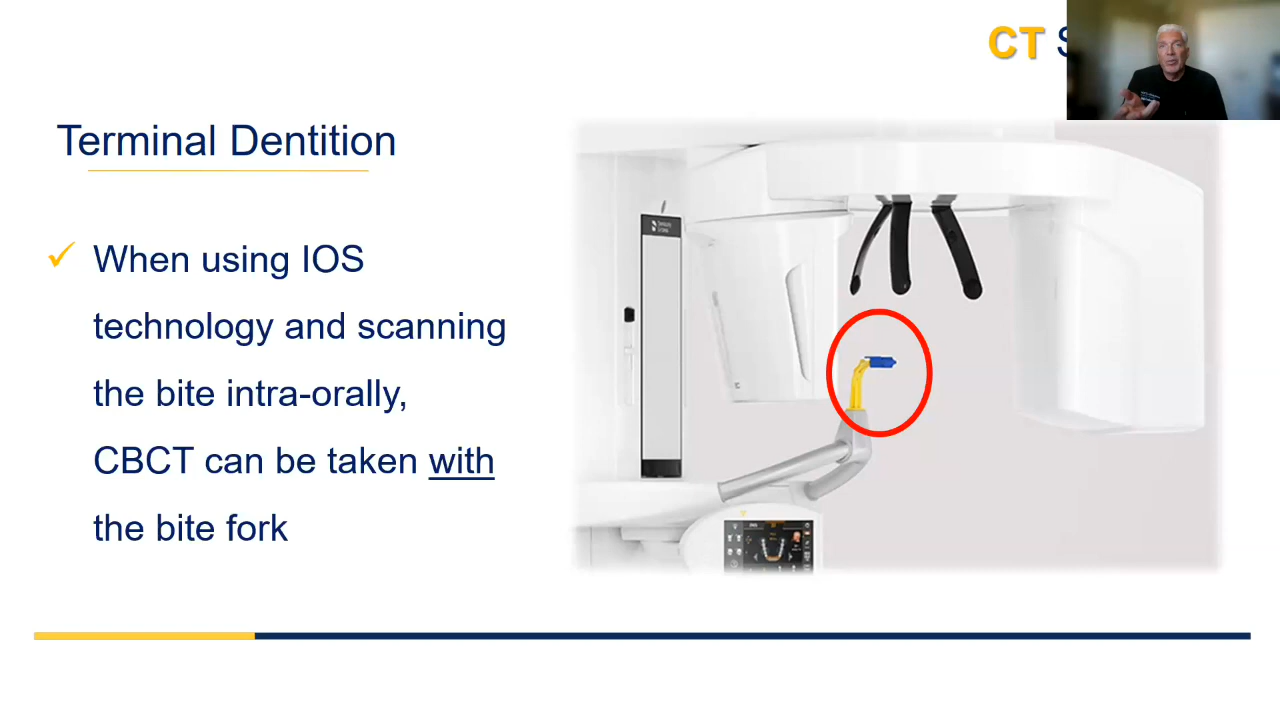 CT
Terminal Dentition
When using IOS
technology and scanning
the bite intra-orally,
CBCT can be taken with
the bite fork